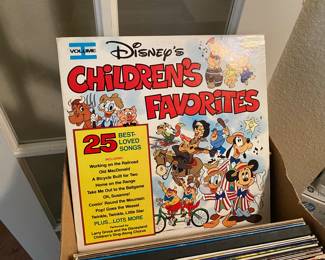 VOLUME
Disney's
CHILDREN'S
FAVORITES
25 BEST-
LOVED
SONGS
INCLUDING
Working on the Railroad
Old MacDonald
A Bicycle Built for Two
Home on the Range
Take Me Out to the Ballgame
Oh, Susanna!
Comin' Round the Mountain
Pop! Goes the Weasel
Twinkle, Twinkle, Little Star
PLUS...LOTS MORE
Performed by
Larry Groce and the Disneyland
Children's Sing-Along Chorus